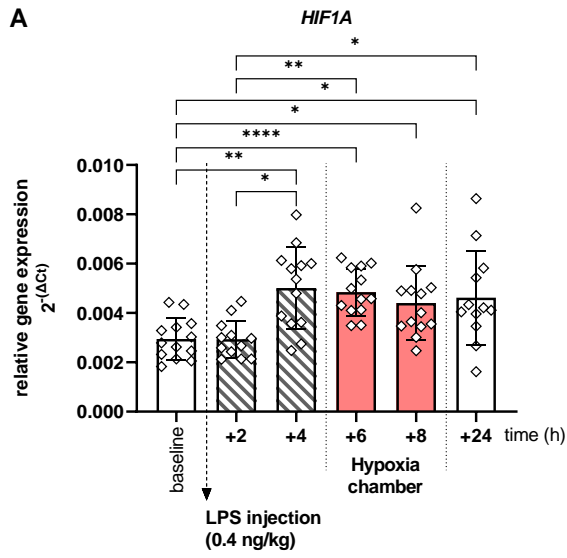 A
HIF1A
*
**
*
*
****
**
*
relative gene expression
2-(ΔCt)
0.010
0.008
0.006
0.004
0.002
0.000
baseline
+2
+4
+6
+8
+24
time (h)
Hypoxia
chamber
LPS injection
(0.4 ng/kg)